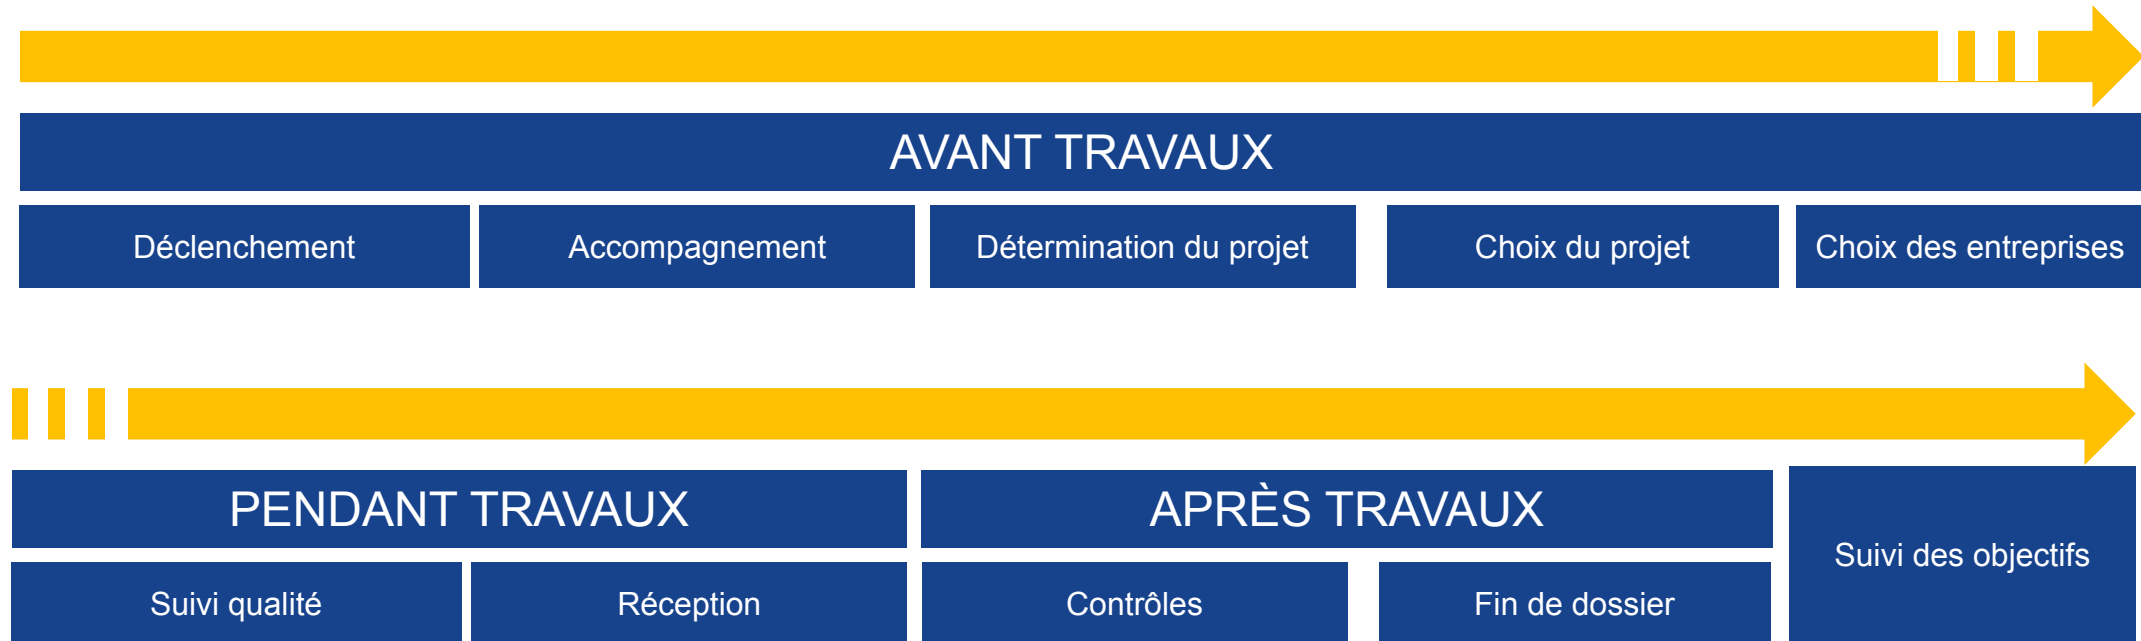 AVANT TRAVAUX
Déclenchement
Accompagnement
Détermination du projet
Choix du projet
Choix des entreprises
PENDANT TRAVAUX
APRÈS TRAVAUX
Suivi des objectifs
Suivi qualité
Réception
Contrôles
Fin de dossier